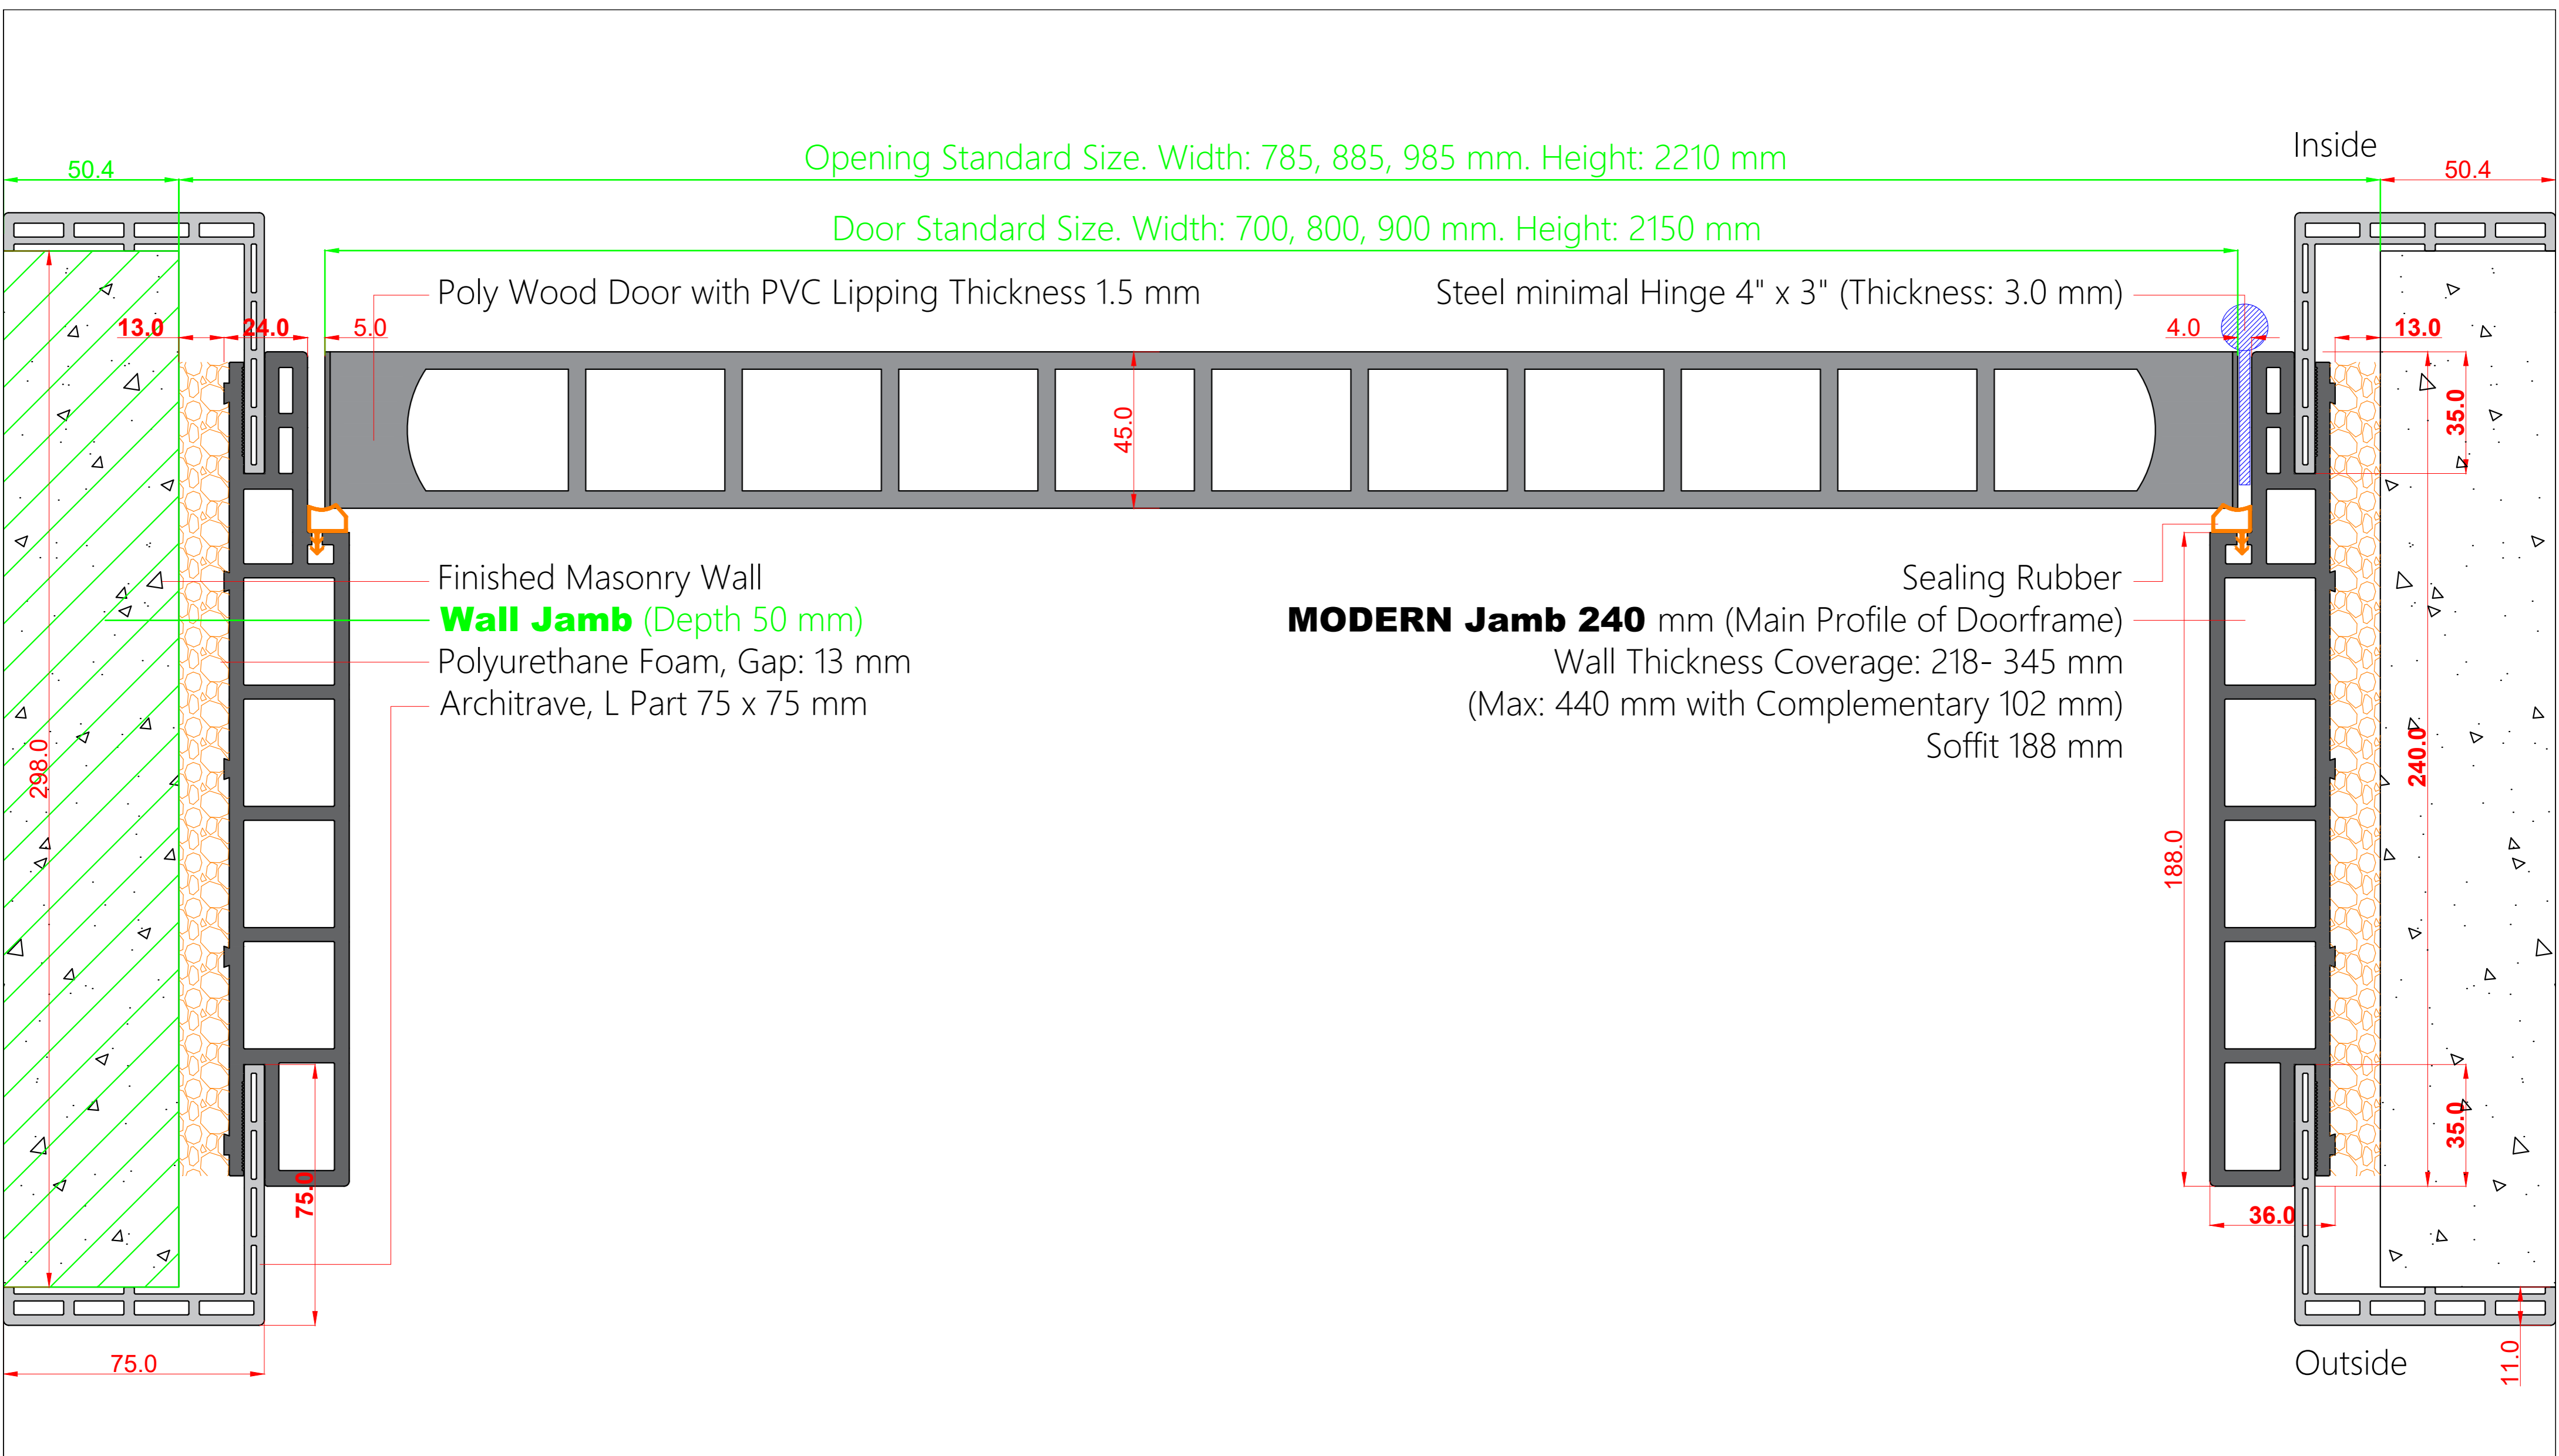 Inside
Opening Standard Size. Width: 785, 885, 985 mm. Height: 2210 mm
50.4
50.4
Door Standard Size. Width: 700, 800, 900 mm. Height: 2150 mm
Poly Wood Door with PVC Lipping Thickness 1.5 mm
Steel minimal Hinge 4" x 3" (Thickness: 3.0 mm)
13.0
24.0
5.0
4.0
13.0
45.0
35.0
Finished Masonry Wall
Wall Jamb (Depth 50 mm)
Polyurethane Foam, Gap: 13 mm
Architrave, L Part 75 x 75 mm
Sealing Rubber
MODERN Jamb 240 mm (Main Profile of Doorframe)
Wall Thickness Coverage: 218- 345 mm
(Max: 440 mm with Complementary 102 mm)
Soffit 188 mm
298.0
240.0
188.0
35.0
75.0
36.0
75.0
Outside
11.0